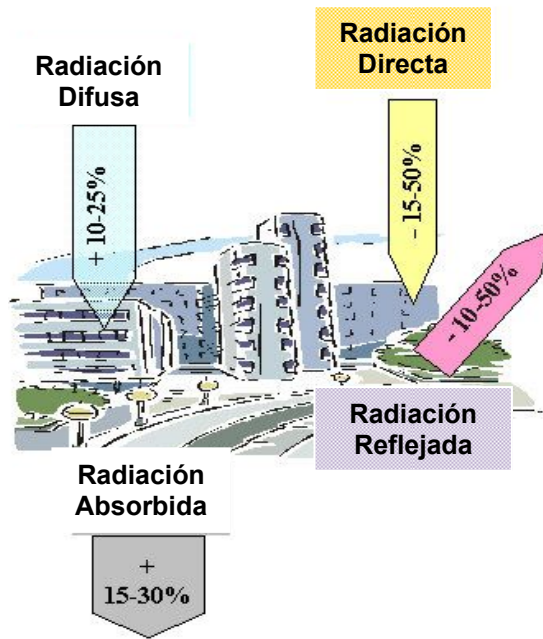 Radiación
Difusa
Radiación
Directa
+ 10-25%
- 15-50%
- 10-50%
Radiación
Reflejada
Radiación
Absorbida
+
15-30%